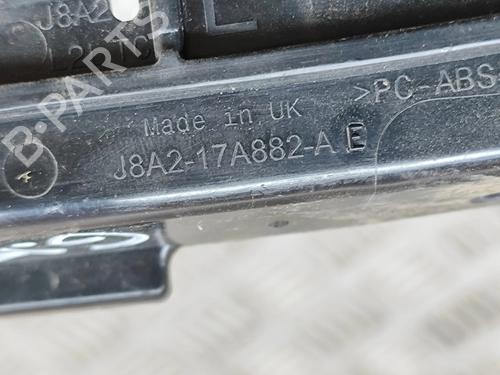 J8A2
L
B-PARTS
Made in UK
>PC-ABS
J8A2-17A882-A E